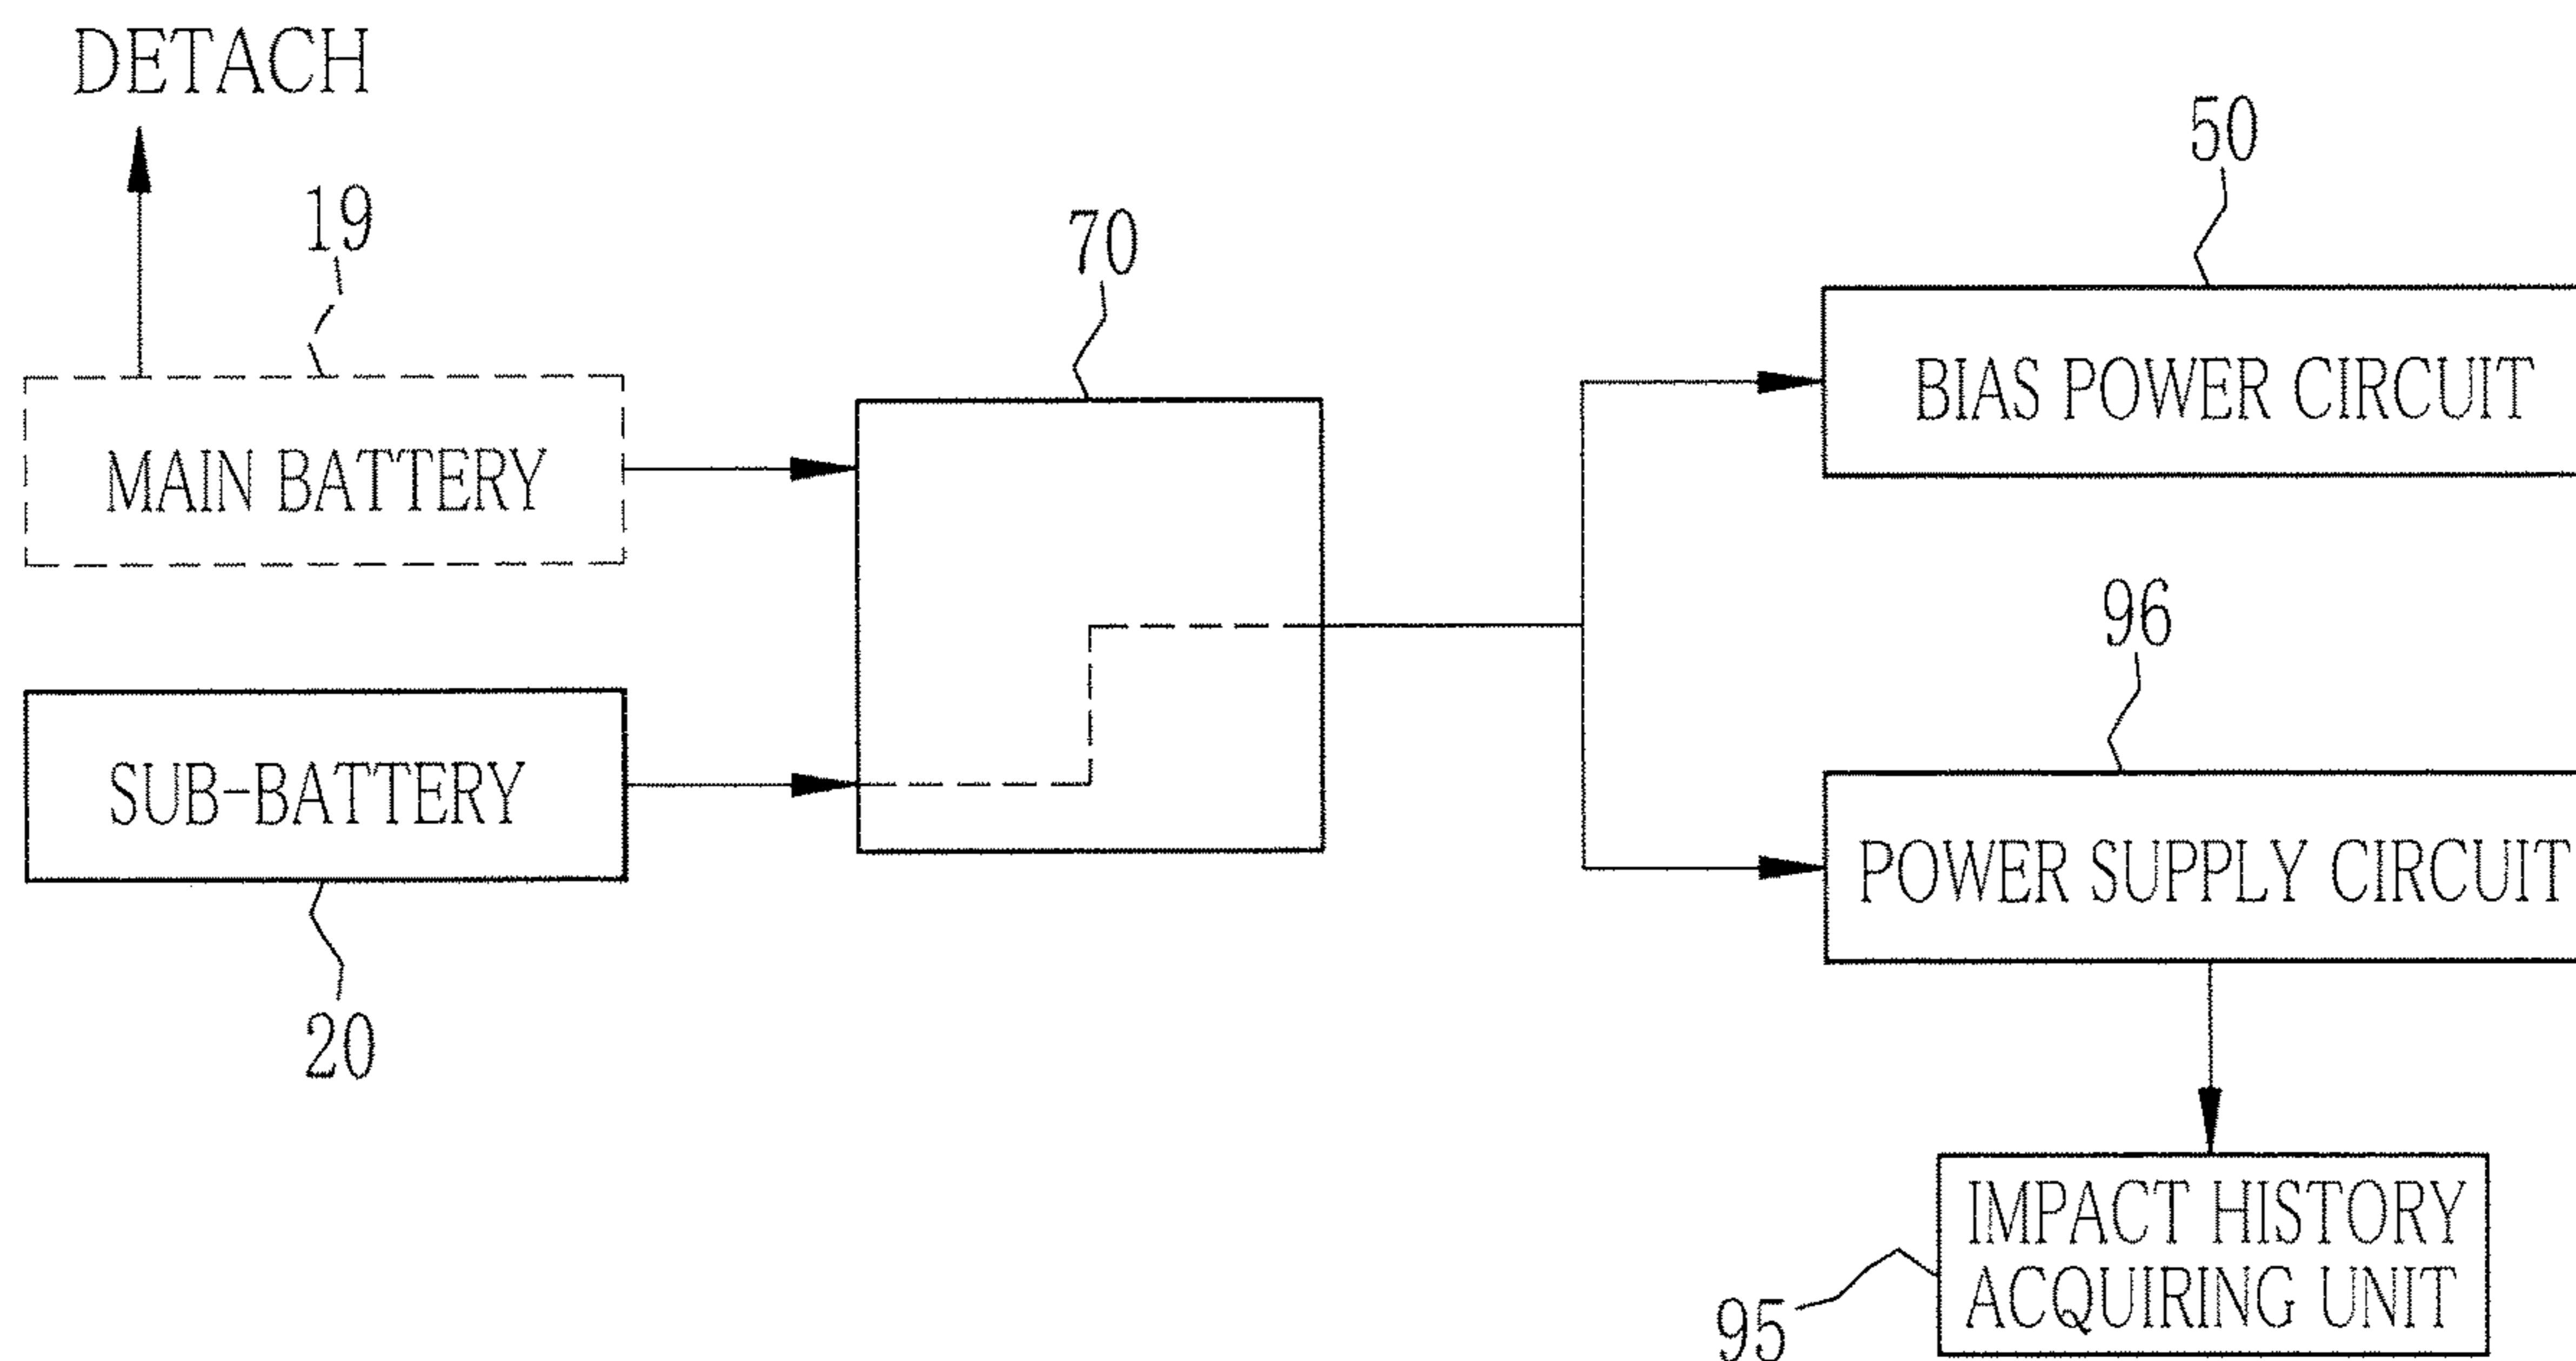 DETACH
19
MAIN BATTERY
SUB-BATTERY
20
70
50
BIAS POWER CIRCUIT
96
POWER SUPPLY CIRCUIT
IMPACT HISTORY
ACQUIRING UNIT
95